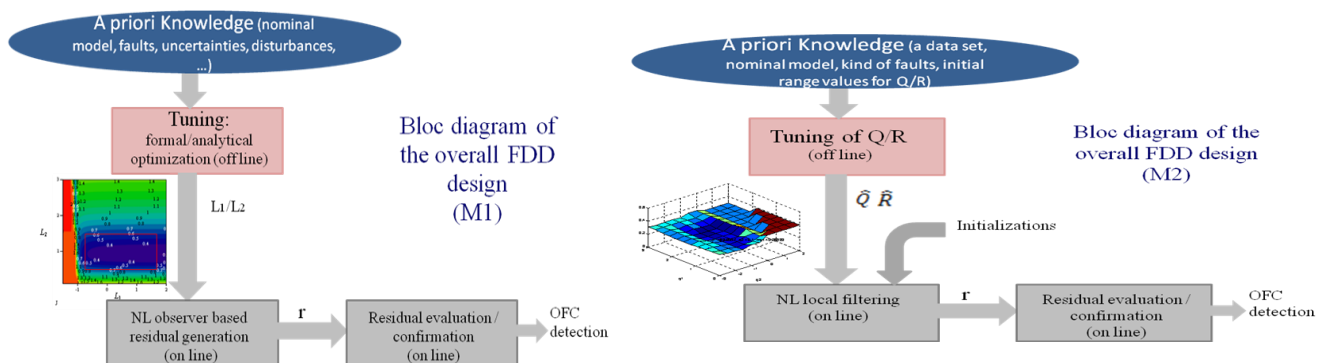 A priori Knowledge (nominal
model, faults, uncertainties, disturbances,
...)
Tuning:
formal/analytical
optimization (off line)
L1/L2
Bloc diagram of
the overall FDD
design
(M1)
NL observer based
residual generation
(on line)
r
Residual evaluation /
confirmation
(on line)
OFC
detection
A priori Knowledge (a data set,
nominal model, kind of faults, initial
range values for Q/R)
Tuning of Q/R
(off line)
Q̂ R̂
Bloc diagram of the
overall FDD design
(M2)
Initializations
NL local filtering
(on line)
r
Residual evaluation /
confirmation
(on line)
OFC
detection